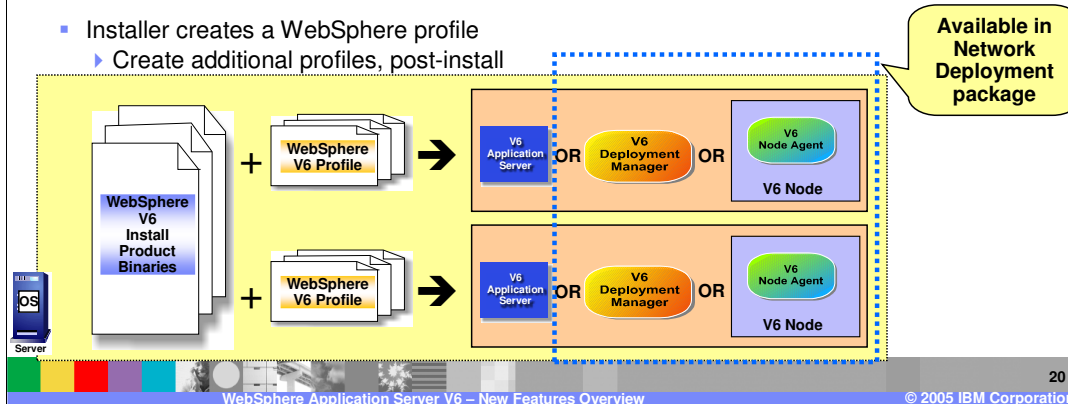 Installer creates a WebSphere profile
Create additional profiles, post-install
Available in
Network
Deployment
package
WebSphere
V6
Install
Product
Binaries
+
WebSphere
V6 Profile
V6
Application
Server
OR
V6
Deployment
Manager
OR
V6
Node Agent
V6 Node
+
WebSphere
V6 Profile
V6
Application
Server
OR
V6
Deployment
Manager
OR
V6
Node Agent
V6 Node
OS
Server
20
WebSphere Application Server V6 – New Features Overview
© 2005 IBM Corporation